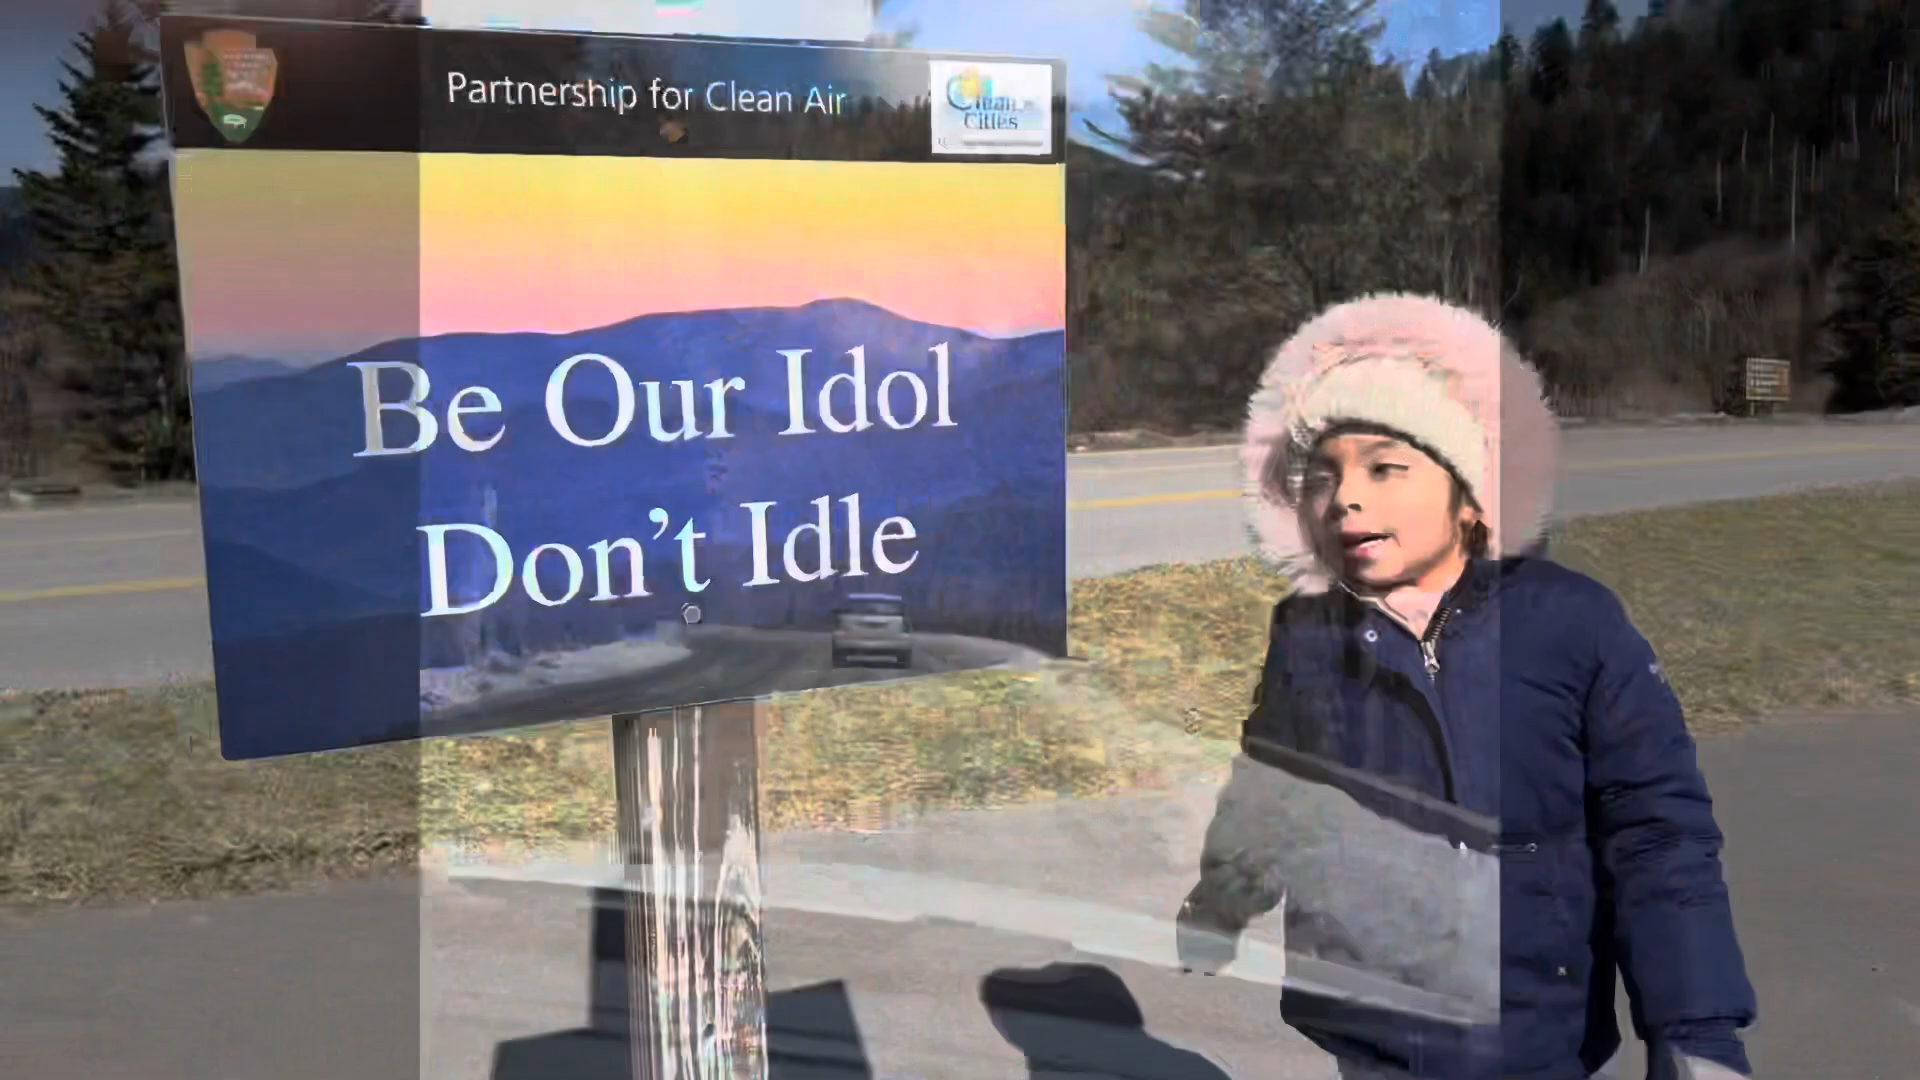 Partnership for Clean Air
Clean
Cities
Be Our Idol
Don't Idle